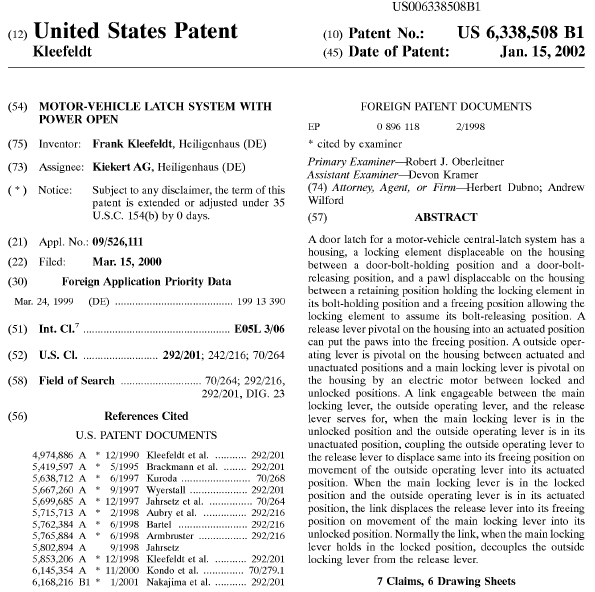 US006338508B1
(12) United States Patent
Kleefeldt
(10) Patent No.: US 6,338,508 B1
(45) Date of Patent: Jan. 15, 2002
(54) MOTOR-VEHICLE LATCH SYSTEM WITH
POWER OPEN
(75) Inventor: Frank Kleefeldt, Heiligenhaus (DE)
(73) Assignee: Kiekert AG, Heiligenhaus (DE)
( * ) Notice: Subject to any disclaimer, the term of this
patent is extended or adjusted under 35
U.S.C. 154(b) by 0 days.
(21) Appl. No.: 09/526,111
(22) Filed: Mar. 15, 2000
(30) Foreign Application Priority Data
Mar. 24, 1999 (DE) ........................................ 199 13 390
(51) Int. Cl.7 .................................................. E05L 3/06
(52) U.S. Cl. ........................ 292/201; 242/216; 70/264
(58) Field of Search .......................... 70/264; 292/216,
292/201, DIG. 23
(56) References Cited
U.S. PATENT DOCUMENTS
4,974,886 A * 12/1990 Kleefeldt et al. ........... 292/201
5,419,597 A * 5/1995 Brackmann et al. ........ 292/201
5,638,712 A * 6/1997 Kuroda ........................ 70/268
5,667,260 A * 9/1997 Wyerstall ................... 292/201
5,699,685 A * 12/1997 Jahrsetz et al. ............... 70/264
5,715,713 A * 2/1998 Aubry et al. ............... 292/216
5,762,384 A * 6/1998 Bartel ......................... 292/216
5,765,884 A * 6/1998 Armbruster ................ 292/216
5,802,894 A 9/1998 Jahrsetz
5,853,206 A * 12/1998 Kleefeldt et al. ........... 292/201
6,145,354 A * 11/2000 Kondo et al. .............. 70/279.1
6,168,216 B1 * 1/2001 Nakajima et al. ........... 292/201
FOREIGN PATENT DOCUMENTS
EP 0 896 118 2/1998
* cited by examiner
Primary Examiner—Robert J. Oberleitner
Assistant Examiner—Devon Kramer
(74) Attorney, Agent, or Firm—Herbert Dubno; Andrew
Wilford
(57) ABSTRACT
A door latch for a motor-vehicle central-latch system has a
housing, a locking element displaceable on the housing
between a door-bolt-holding position and a door-bolt-
releasing position, and a pawl displaceable on the housing
between a retaining position holding the locking element in
its bolt-holding position and a freeing position allowing the
locking element to assume its bolt-releasing position. A
release lever pivotal on the housing into an actuated position
can put the paws into the freeing position. A outside oper-
ating lever is pivotal on the housing between actuated and
unactuated positions and a main locking lever is pivotal on
the housing by an electric motor between locked and
unlocked positions. A link engageable between the main
locking lever, the outside operating lever, and the release
lever serves for, when the main locking lever is in the
unlocked position and the outside operating lever is in its
unactuated position, coupling the outside operating lever to
the release lever to displace same into its freeing position on
movement of the outside operating lever into its actuated
position. When the main locking lever is in the locked
position and the outside operating lever is in its actuated
position, the link displaces the release lever into its freeing
position on movement of the main locking lever into its
unlocked position. Normally the link, when the main locking
lever holds in the locked position, decouples the outside
locking lever from the release lever.
7 Claims, 6 Drawing Sheets